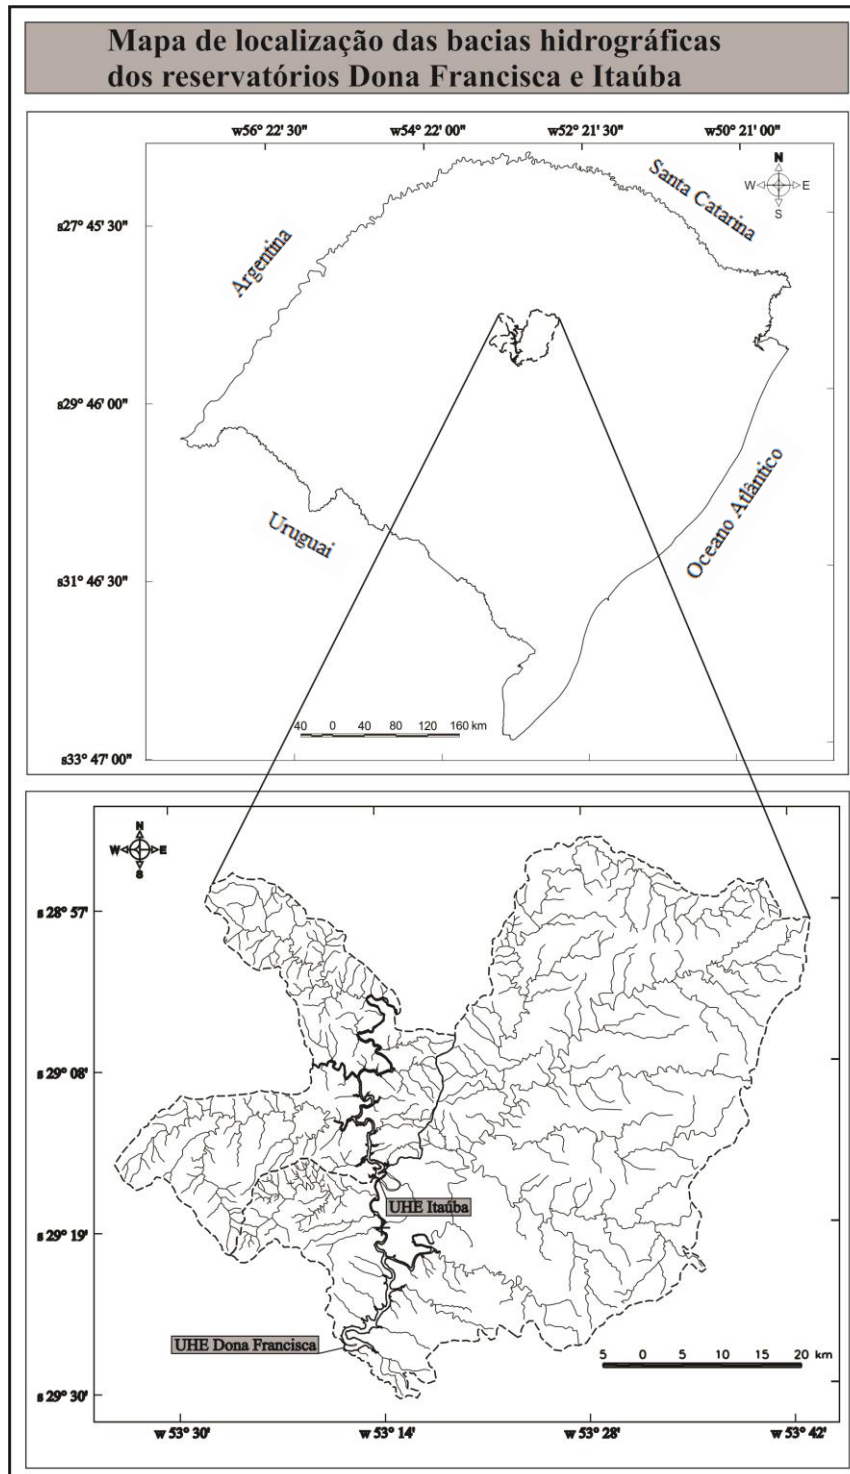 Mapa de localização das bacias hidrográficas
dos reservatórios Dona Francisca e Itaúba
w56° 22' 30" w54° 22' 00" w52° 21' 30" w50° 21' 00"
N
W E
S
Santa Catarina
s27° 45' 30"
Argentina
s29° 46' 00"
Oceano Atlântico
Uruguai
s31° 46' 30"
40 0 40 80 120 160 km
s33° 47' 00"
N
W E
S
s 28° 57'
s 29° 08'
UHE Itaúba
s 29° 19'
UHE Dona Francisca
5 0 5 10 15 20 km
s 29° 30'
w 53° 30' w 53° 14' w 53° 28' w 53° 42'